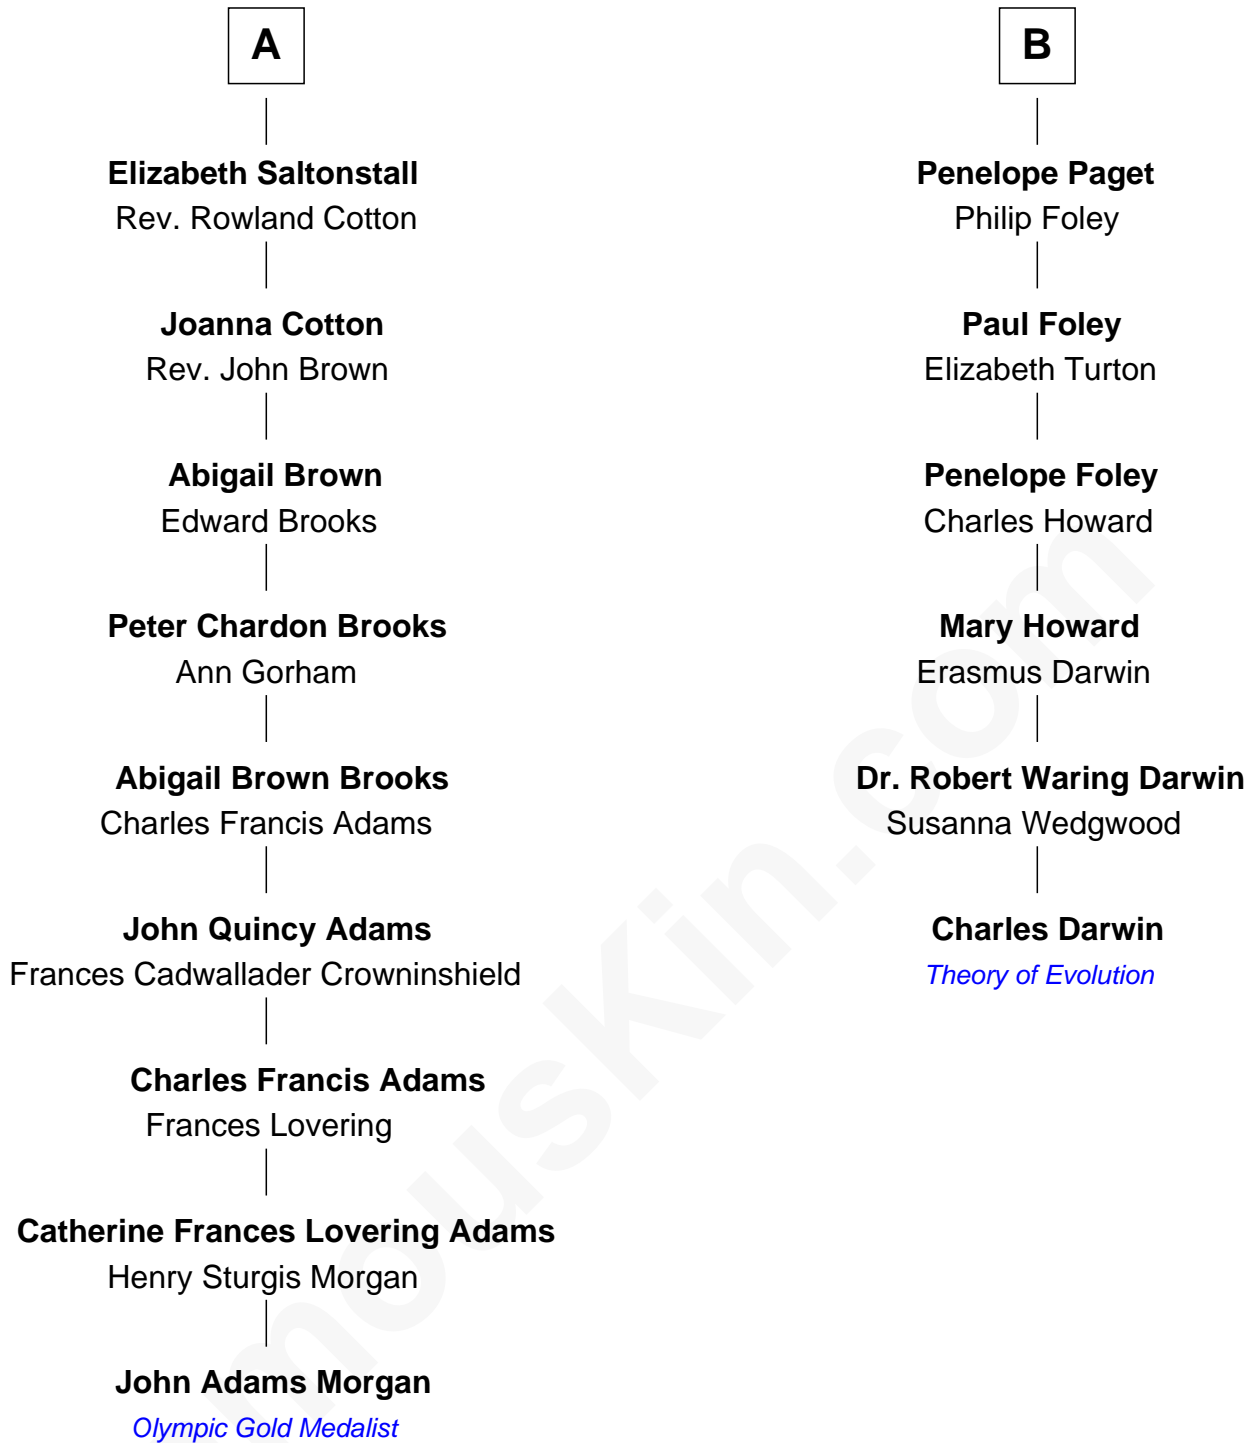 A
Elizabeth Saltonstall
Rev. Rowland Cotton
Joanna Cotton
Rev. John Brown
Abigail Brown
Edward Brooks
Peter Chardon Brooks
Ann Gorham
Abigail Brown Brooks
Charles Francis Adams
John Quincy Adams
Frances Cadwallader Crowninshield
Charles Francis Adams
Frances Lovering
Catherine Frances Lovering Adams
Henry Sturgis Morgan
John Adams Morgan
Olympic Gold Medalist
B
Penelope Paget
Philip Foley
Paul Foley
Elizabeth Turton
Penelope Foley
Charles Howard
Mary Howard
Erasmus Darwin
Dr. Robert Waring Darwin
Susanna Wedgwood
Charles Darwin
Theory of Evolution
mouskin.com